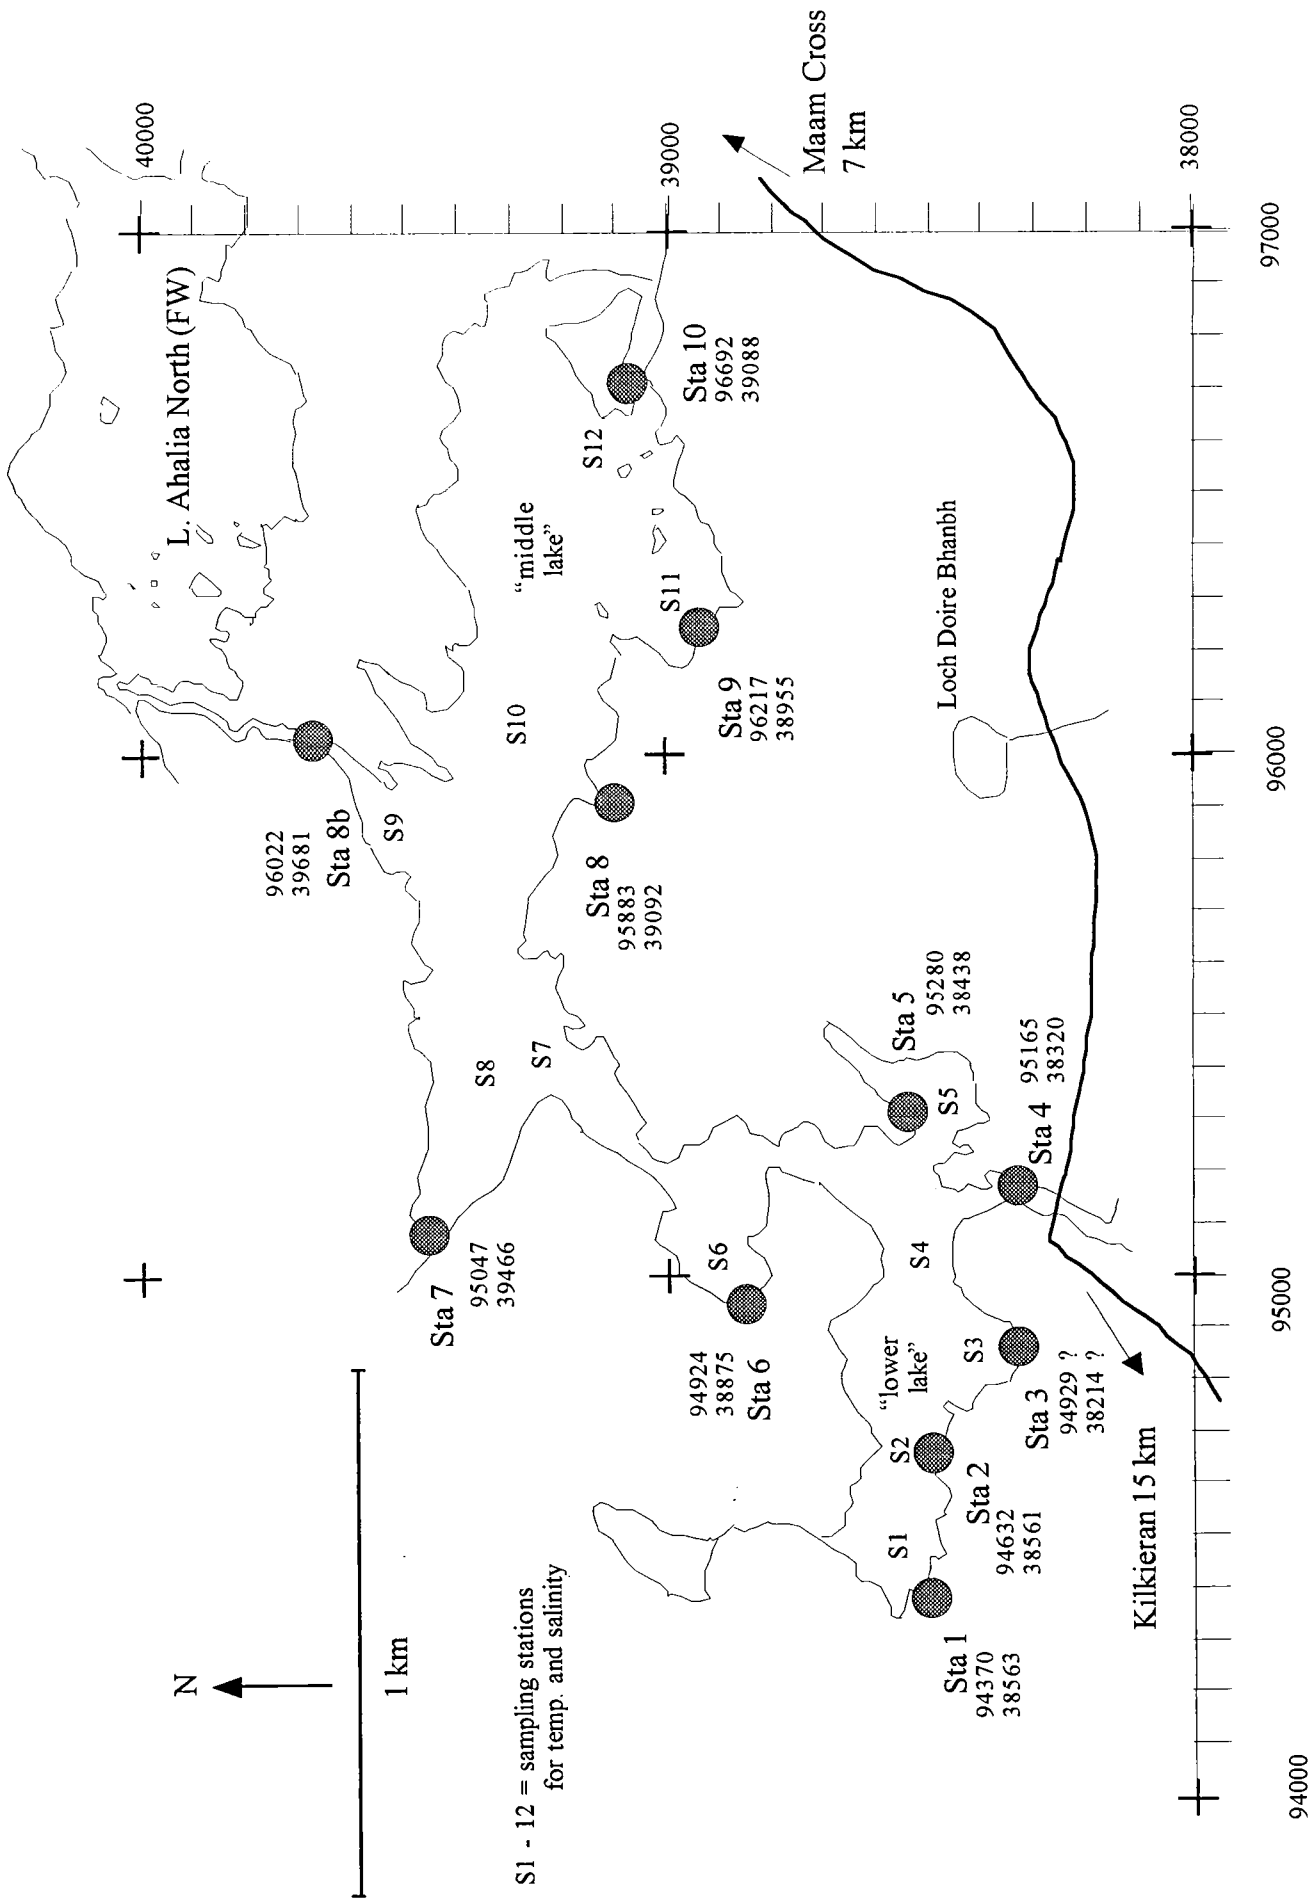 N
1 km
S1 - 12 = sampling stations
for temp. and salinity
40000
39000
38000
94000
95000
96000
97000
L. Ahalia North (FW)
96022
39681
Sta 8b
S9
Sta 7
95047
39466
S8
S7
S10
“middle
lake”
S12
Sta 10
96692
39088
S11
Sta 9
96217
38955
Sta 8
95883
39092
94924
38875
Sta 6
S6
Sta 5
95280
38438
S5
Sta 4
95165
38320
S4
“lower
lake”
S3
Sta 3
94929 ?
38214 ?
S2
Sta 2
94632
38561
S1
Sta 1
94370
38563
Loch Doire Bhanbh
Maam Cross
7 km
Kilkieran 15 km